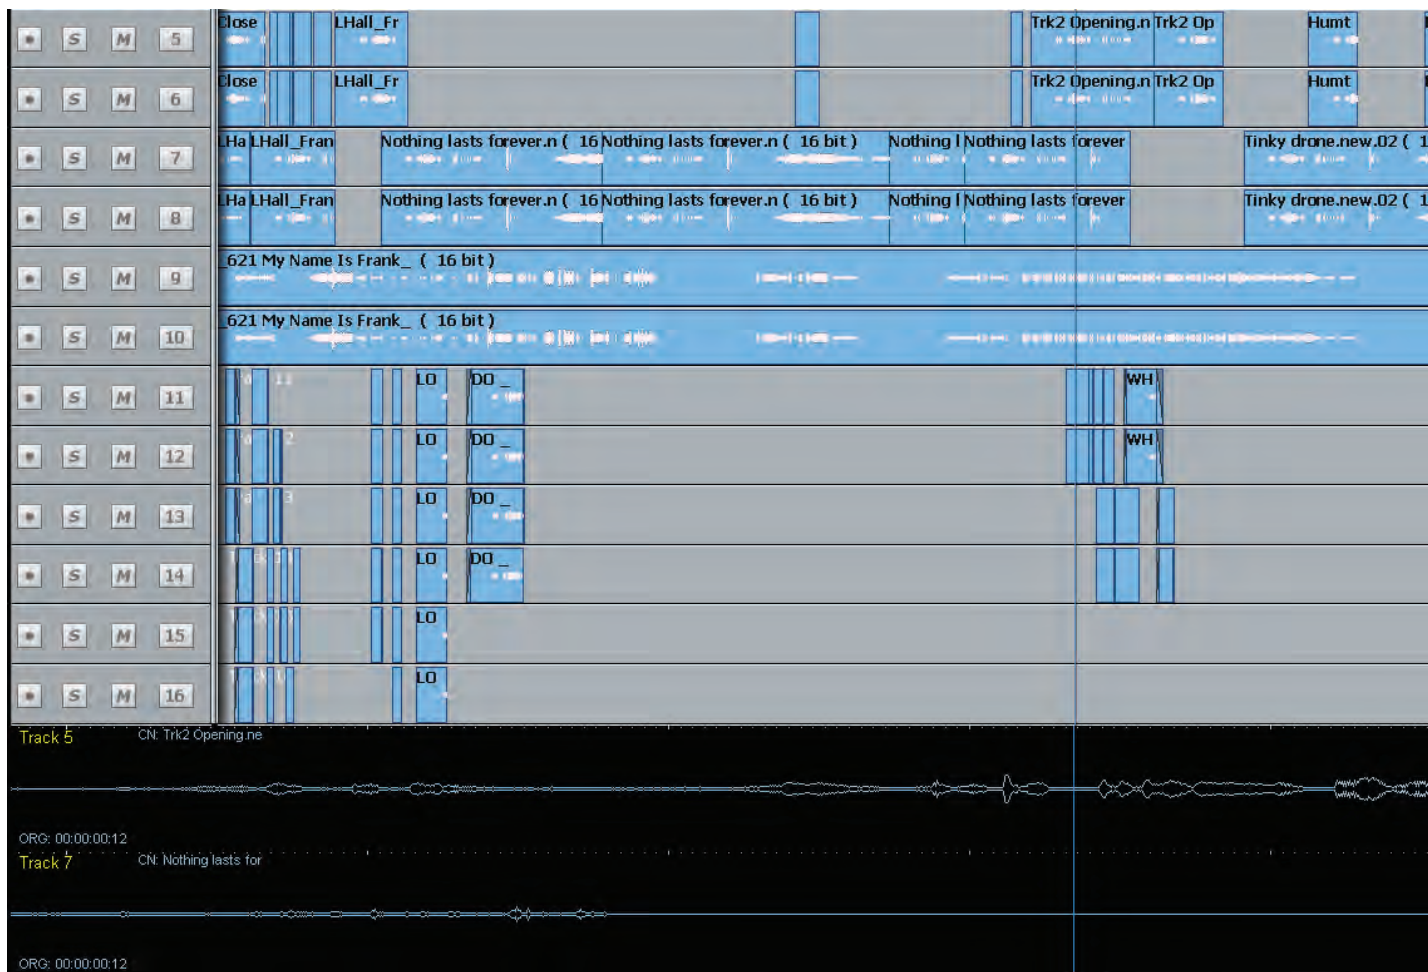 S M 5 Close LHall_Fr Trk2 Opening.n Trk2 Op Humt
S M 6 Close LHall_Fr Trk2 Opening.n Trk2 Op Humt
S M 7 LHa LHall_Fran Nothing lasts forever.n ( 16 Nothing lasts forever.n ( 16 bit ) Nothing l Nothing lasts forever Tinky drone.new.02 ( 1
S M 8 LHa LHall_Fran Nothing lasts forever.n ( 16 Nothing lasts forever.n ( 16 bit ) Nothing l Nothing lasts forever Tinky drone.new.02 ( 1
_621 My Name Is Frank_ ( 16 bit )
S M 9
_621 My Name Is Frank_ ( 16 bit )
S M 10
S M 11 LO DO _ WH
S M 12 LO DO _ WH
S M 13 LO DO _
S M 14 LO DO _
S M 15 LO
S M 16 LO
Track 5 CN: Trk2 Opening.ne
ORG: 00:00:00:12
Track 7 CN: Nothing lasts for
ORG: 00:00:00:12